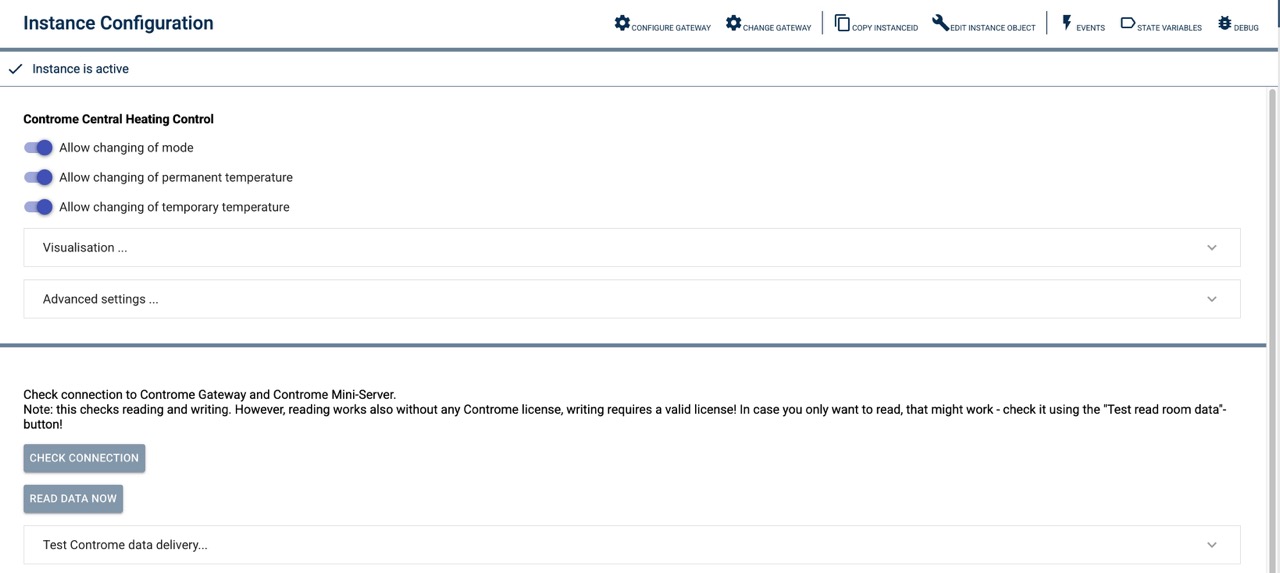 Instance Configuration
CONFIGURE GATEWAY
CHANGE GATEWAY
COPY INSTANCEID
EDIT INSTANCE OBJECT
EVENTS
STATE VARIABLES
DEBUG
Instance is active
Controme Central Heating Control
Allow changing of mode
Allow changing of permanent temperature
Allow changing of temporary temperature
Visualisation ...
Advanced settings ...
Check connection to Controme Gateway and Controme Mini-Server.
Note: this checks reading and writing. However, reading works also without any Controme license, writing requires a valid license! In case you only want to read, that might work - check it using the "Test read room data"-
button!
CHECK CONNECTION
READ DATA NOW
Test Controme data delivery...